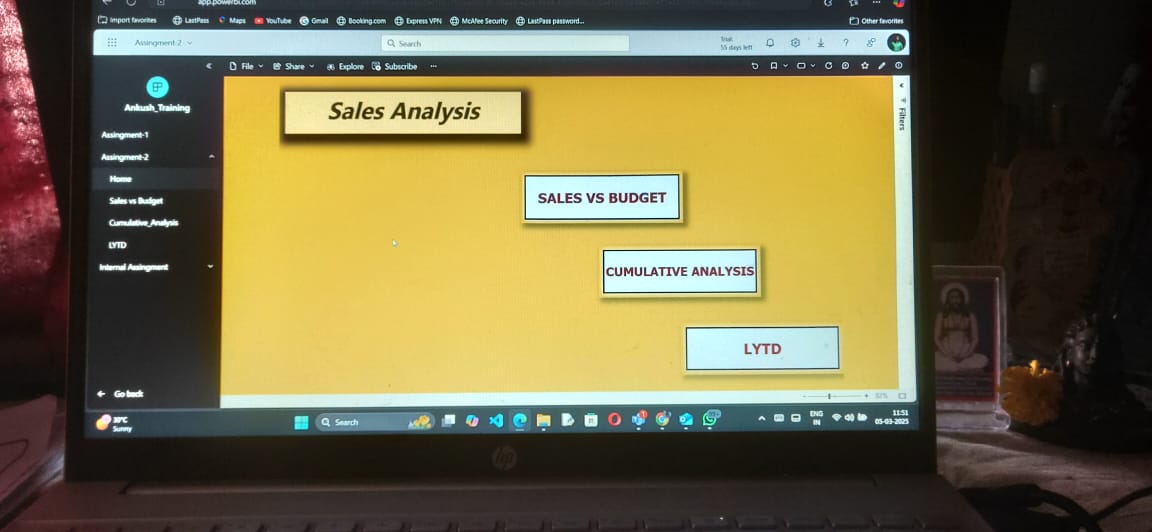 app.powerbi.com
Import favorites LastPass Maps YouTube Gmail Booking.com Express VPN McAfee Security LastPass password... Other favorites
Assingment-2 Search Trial: 55 days left ?
File Share Explore Subscribe ...
Ankush_Training
Assingment-1
Assingment-2
Home
Sales vs Budget
Cumulative_Analysis
LYTD
Internal Assingment
Go back
Sales Analysis
SALES VS BUDGET
CUMULATIVE ANALYSIS
LYTD
Filters
Sunny
Search
ENG
IN
11:51
05-03-2025
hp